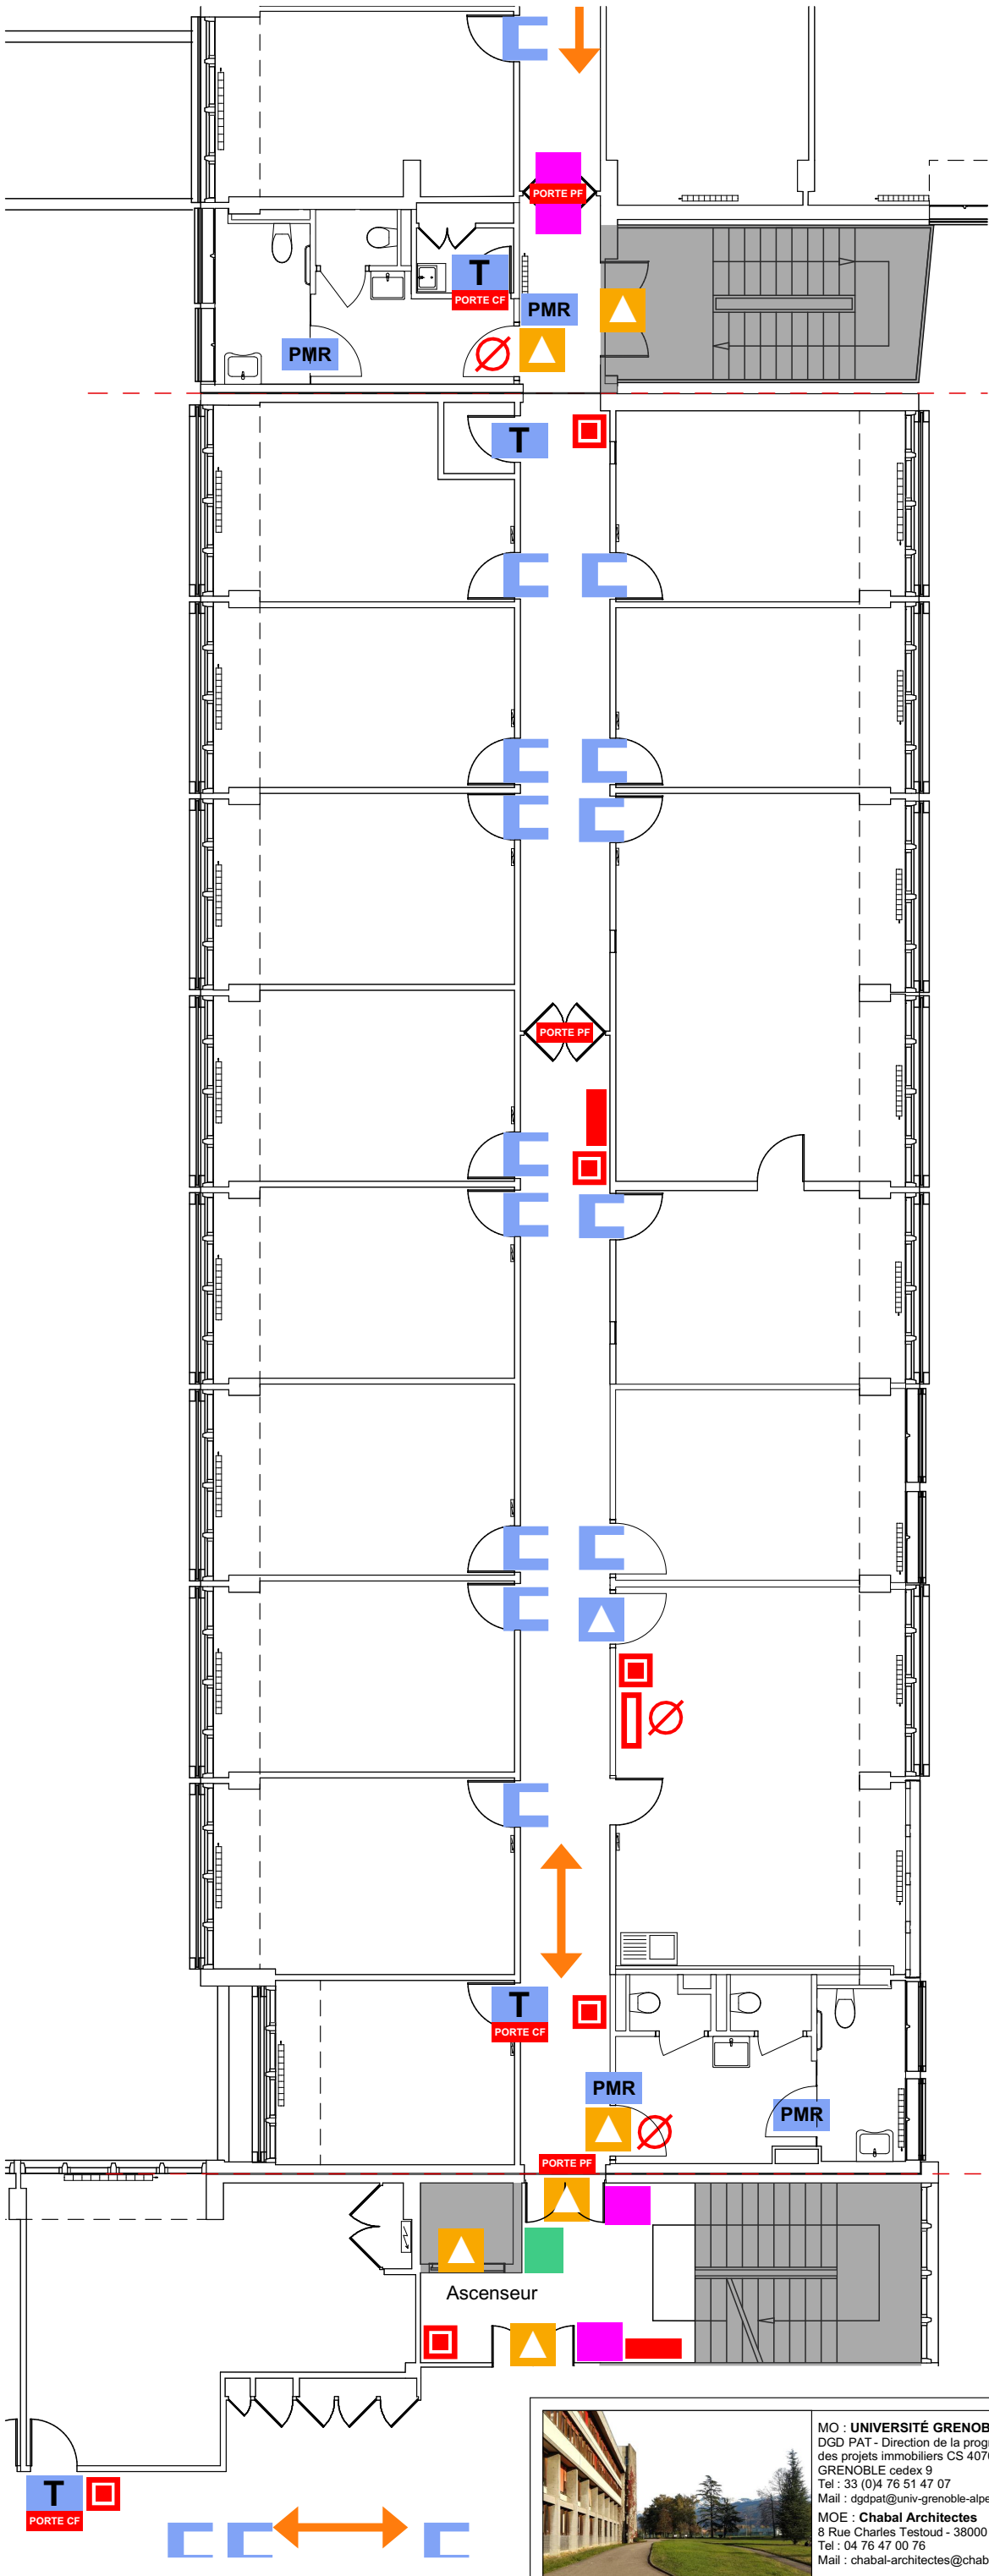 PORTE PF
T
PORTE CF
PMR
PMR
T
PORTE PF
T
PORTE CF
PMR
PMR
PORTE PF
Ascenseur
T
PORTE CF
MO : UNIVERSITÉ GRENOB
DGD PAT - Direction de la prog
des projets immobiliers CS 407
GRENOBLE cedex 9
Tel : 33 (0)4 76 51 47 07
Mail : dgdpat@univ-grenoble-alpe
MOE : Chabal Architectes
8 Rue Charles Testoud - 38000
Tel : 04 76 47 00 76
Mail : chabal-architectes@chab